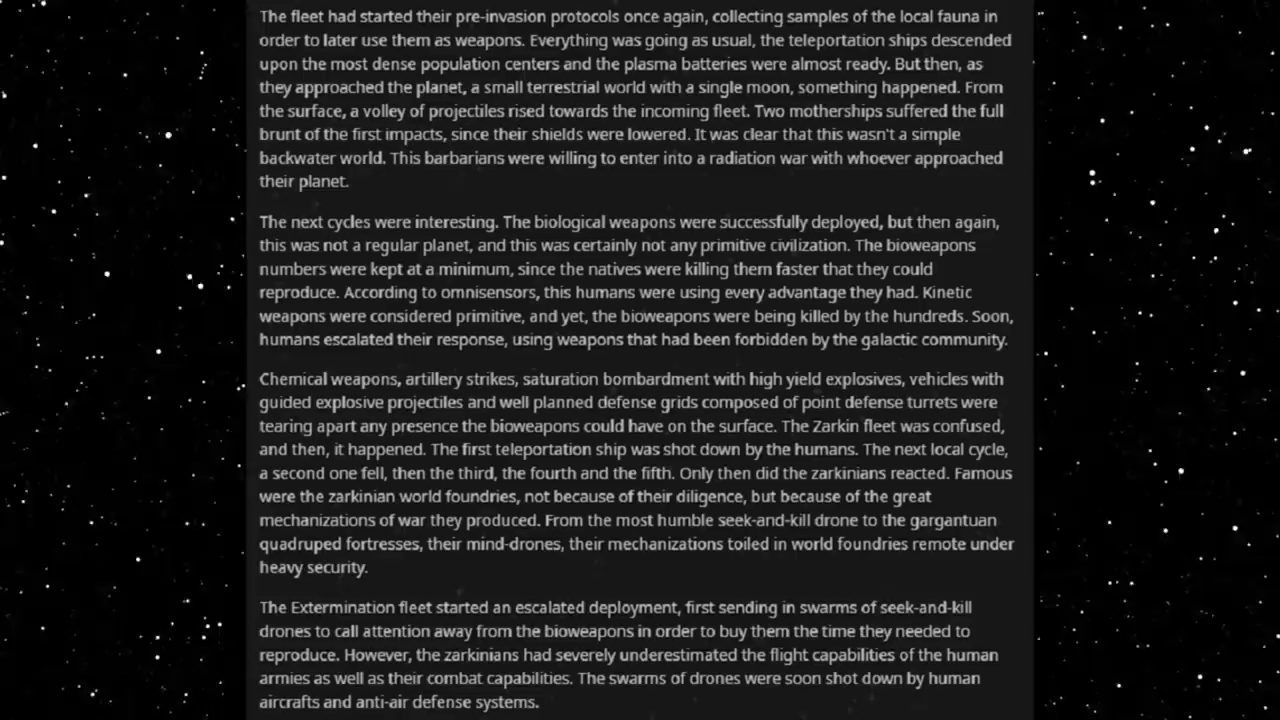 The fleet had started their pre-invasion protocols once again, collecting samples of the local fauna in
order to later use them as weapons. Everything was going as usual, the teleportation ships descended
upon the most dense population centers and the plasma batteries were almost ready. But then, as
they approached the planet, a small terrestrial world with a single moon, something happened. From
the surface, a volley of projectiles rised towards the incoming fleet. Two motherships suffered the full
brunt of the first impacts, since their shields were lowered. It was clear that this wasn't a simple
backwater world. This barbarians were willing to enter into a radiation war with whoever approached
their planet.
The next cycles were interesting. The biological weapons were successfully deployed, but then again,
this was not a regular planet, and this was certainly not any primitive civilization. The bioweapons
numbers were kept at a minimum, since the natives were killing them faster that they could
reproduce. According to omnisensors, this humans were using every advantage they had. Kinetic
weapons were considered primitive, and yet, the bioweapons were being killed by the hundreds. Soon,
humans escalated their response, using weapons that had been forbidden by the galactic community.
Chemical weapons, artillery strikes, saturation bombardment with high yield explosives, vehicles with
guided explosive projectiles and well planned defense grids composed of point defense turrets were
tearing apart any presence the bioweapons could have on the surface. The Zarkin fleet was confused,
and then, it happened. The first teleportation ship was shot down by the humans. The next local cycle,
a second one fell, then the third, the fourth and the fifth. Only then did the zarkinians reacted. Famous
were the zarkinian world foundries, not because of their diligence, but because of the great
mechanizations of war they produced. From the most humble seek-and-kill drone to the gargantuan
quadruped fortresses, their mind-drones, their mechanizations toiled in world foundries remote under
heavy security.
The Extermination fleet started an escalated deployment, first sending in swarms of seek-and-kill
drones to call attention away from the bioweapons in order to buy them the time they needed to
reproduce. However, the zarkinians had severely underestimated the flight capabilities of the human
armies as well as their combat capabilities. The swarms of drones were soon shot down by human
aircrafts and anti-air defense systems.